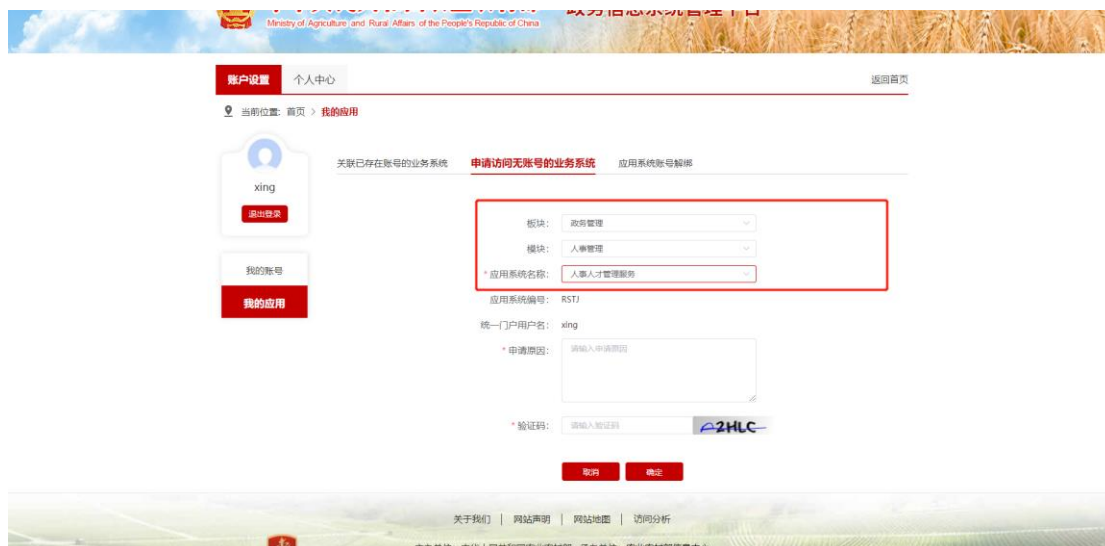 Ministry of Agriculture and Rural Affairs of the People's Republic of China
政务信息系统管理平台
账户设置 个人中心 返回首页
当前位置: 首页 > 我的应用
关联已存在账号的业务系统 申请访问无账号的业务系统 应用系统账号解绑
xing
退出登录
板块: 政务管理
模块: 人事管理
* 应用系统名称: 人事人才管理服务
我的账号
应用系统编号: RSTJ
我的应用
统一门户用户名: xing
* 申请原因: 请输入申请原因
* 验证码: 请输入验证码
取消 确定
关于我们 | 网站声明 | 网站地图 | 访问分析